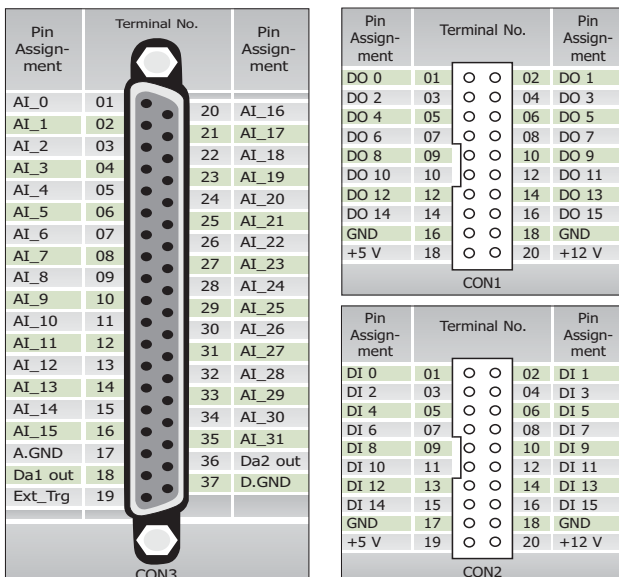 Pin Assign-ment Terminal No. Pin Assign-ment
AI_0 01
20 AI_16
AI_1 02
21 AI_17
AI_2 03
22 AI_18
AI_3 04
23 AI_19
AI_4 05
24 AI_20
AI_5 06
25 AI_21
AI_6 07
26 AI_22
AI_7 08
27 AI_23
AI_8 09
28 AI_24
AI_9 10
29 AI_25
AI_10 11
30 AI_26
AI_11 12
31 AI_27
AI_12 13
32 AI_28
AI_13 14
33 AI_29
AI_14 15
34 AI_30
AI_15 16
35 AI_31
A.GND 17
36 Da2 out
Da1 out 18
37 D.GND
Ext_Trg 19
CON3
Pin Assign-ment Terminal No. Pin Assign-ment
DO 0 01 02 DO 1
DO 2 03 04 DO 3
DO 4 05 06 DO 5
DO 6 07 08 DO 7
DO 8 09 10 DO 9
DO 10 10 12 DO 11
DO 12 12 14 DO 13
DO 14 14 16 DO 15
GND 16 18 GND
+5 V 18 20 +12 V
CON1
Pin Assign-ment Terminal No. Pin Assign-ment
DI 0 01 02 DI 1
DI 2 03 04 DI 3
DI 4 05 06 DI 5
DI 6 07 08 DI 7
DI 8 09 10 DI 9
DI 10 11 12 DI 11
DI 12 13 14 DI 13
DI 14 15 16 DI 15
GND 17 18 GND
+5 V 19 20 +12 V
CON2